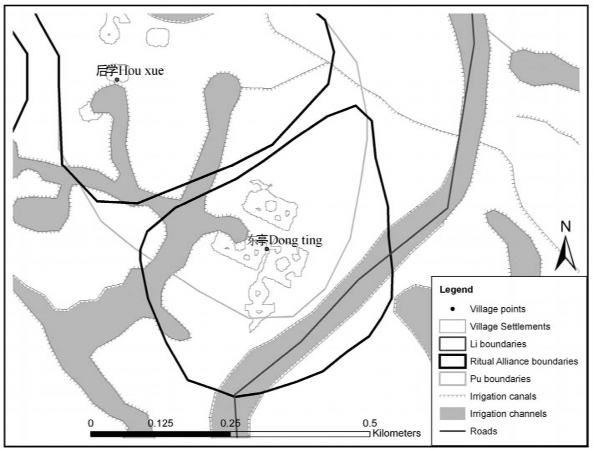 后学Hou xue
东亭Dong ting
N
Legend
Village points
Village Settlements
Li boundaries
Ritual Alliance boundaries
Pu boundaries
Irrigation canals
Irrigation channels
Roads
0 0.125 0.25 0.5
Kilometers